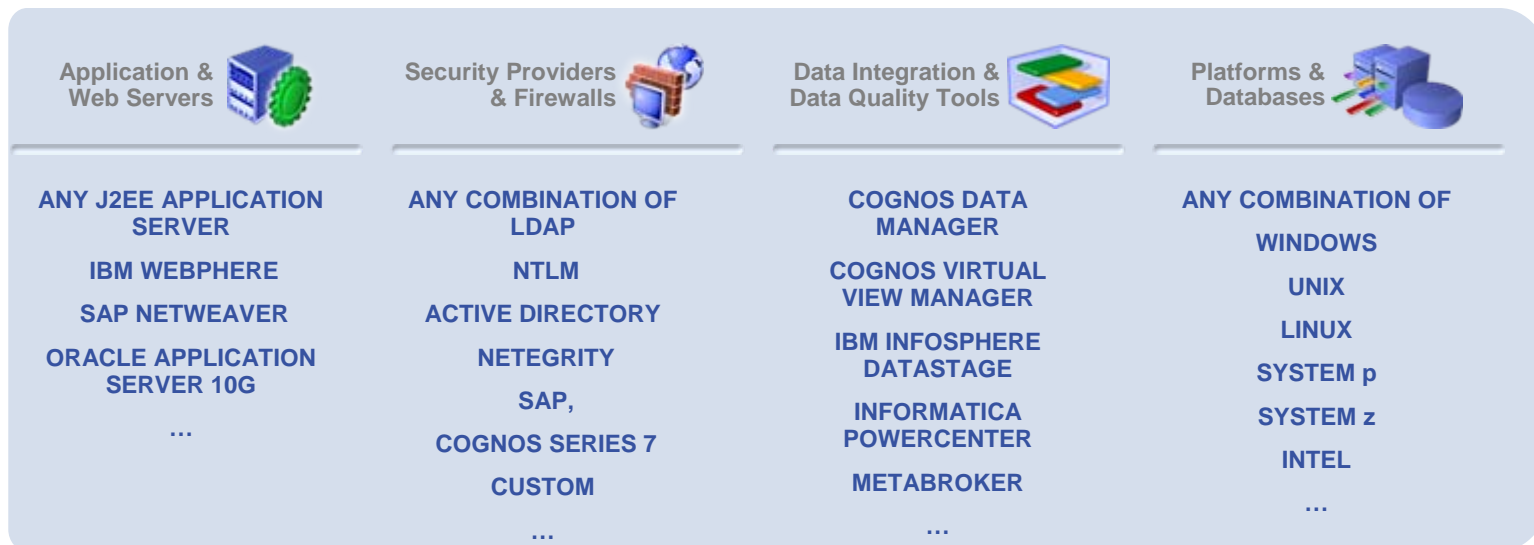 Application &
Web Servers
ANY J2EE APPLICATION
SERVER
IBM WEBPHERE
SAP NETWEAVER
ORACLE APPLICATION
SERVER 10G
…
Security Providers
& Firewalls
ANY COMBINATION OF
LDAP
NTLM
ACTIVE DIRECTORY
NETEGRITY
SAP,
COGNOS SERIES 7
CUSTOM
…
Data Integration &
Data Quality Tools
COGNOS DATA
MANAGER
COGNOS VIRTUAL
VIEW MANAGER
IBM INFOSPHERE
DATASTAGE
INFORMATICA
POWERCENTER
METABROKER
…
Platforms &
Databases
ANY COMBINATION OF
WINDOWS
UNIX
LINUX
SYSTEM p
SYSTEM z
INTEL
…